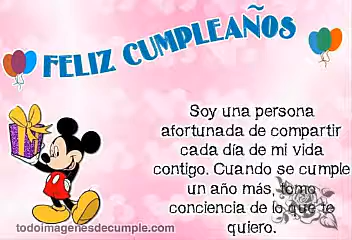 FELIZ CUMPLEAÑOS
Soy una persona
afortunada de compartir
cada día de mi vida
contigo. Cuando se cumple
un año más, tomo
conciencia de lo que te
quiero.
todoimagenesdecumple.com